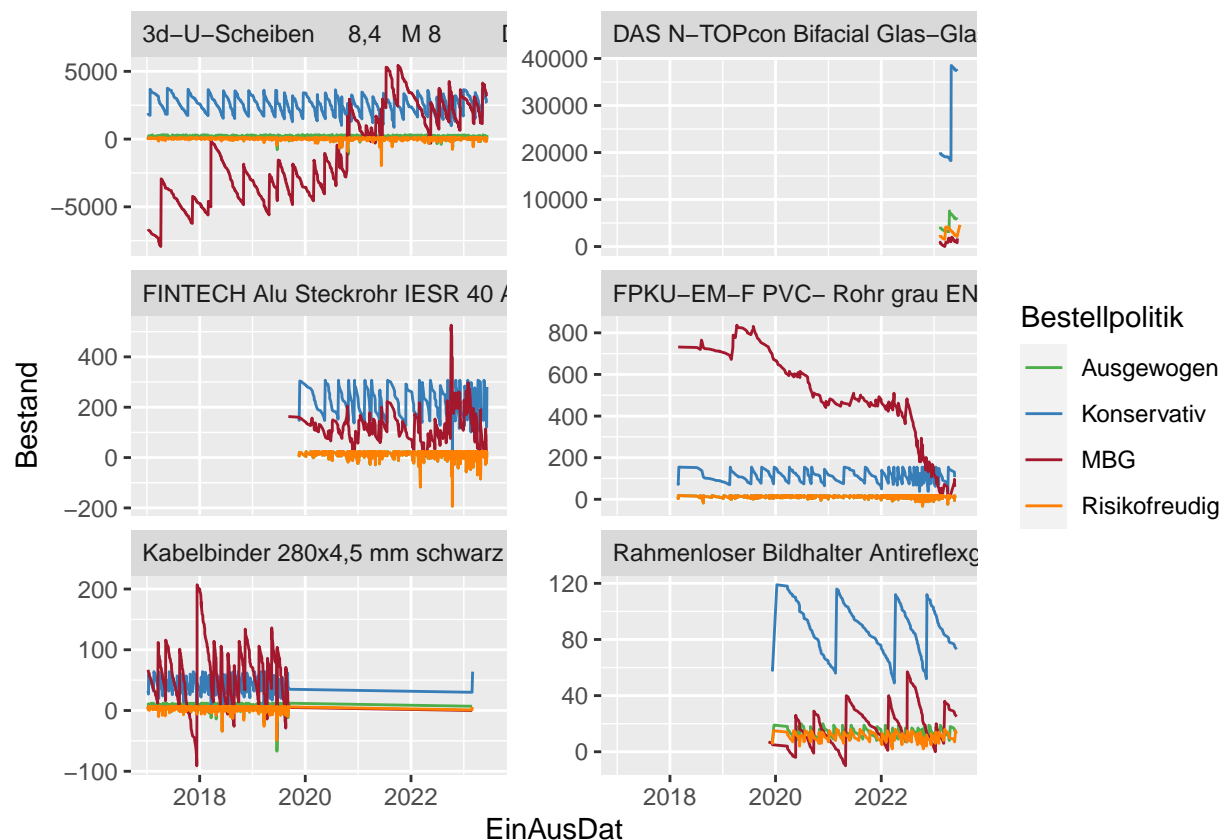 3d−U−Scheiben 8,4 M 8
DAS N−TOPcon Bifacial Glas−Gla
5000
0
−5000
40000
30000
20000
10000
0
FINTECH Alu Steckrohr IESR 40
FPKU−EM−F PVC− Rohr grau EN
400
200
0
−200
800
600
400
200
0
Kabelbinder 280x4,5 mm schwarz
Rahmenloser Bildhalter Antireflexg
200
100
0
−100
120
80
40
0
2018
2020
2022
2018
2020
2022
EinAusDat
Bestand
Bestellpolitik
Ausgewogen
Konservativ
MBG
Risikofreudig